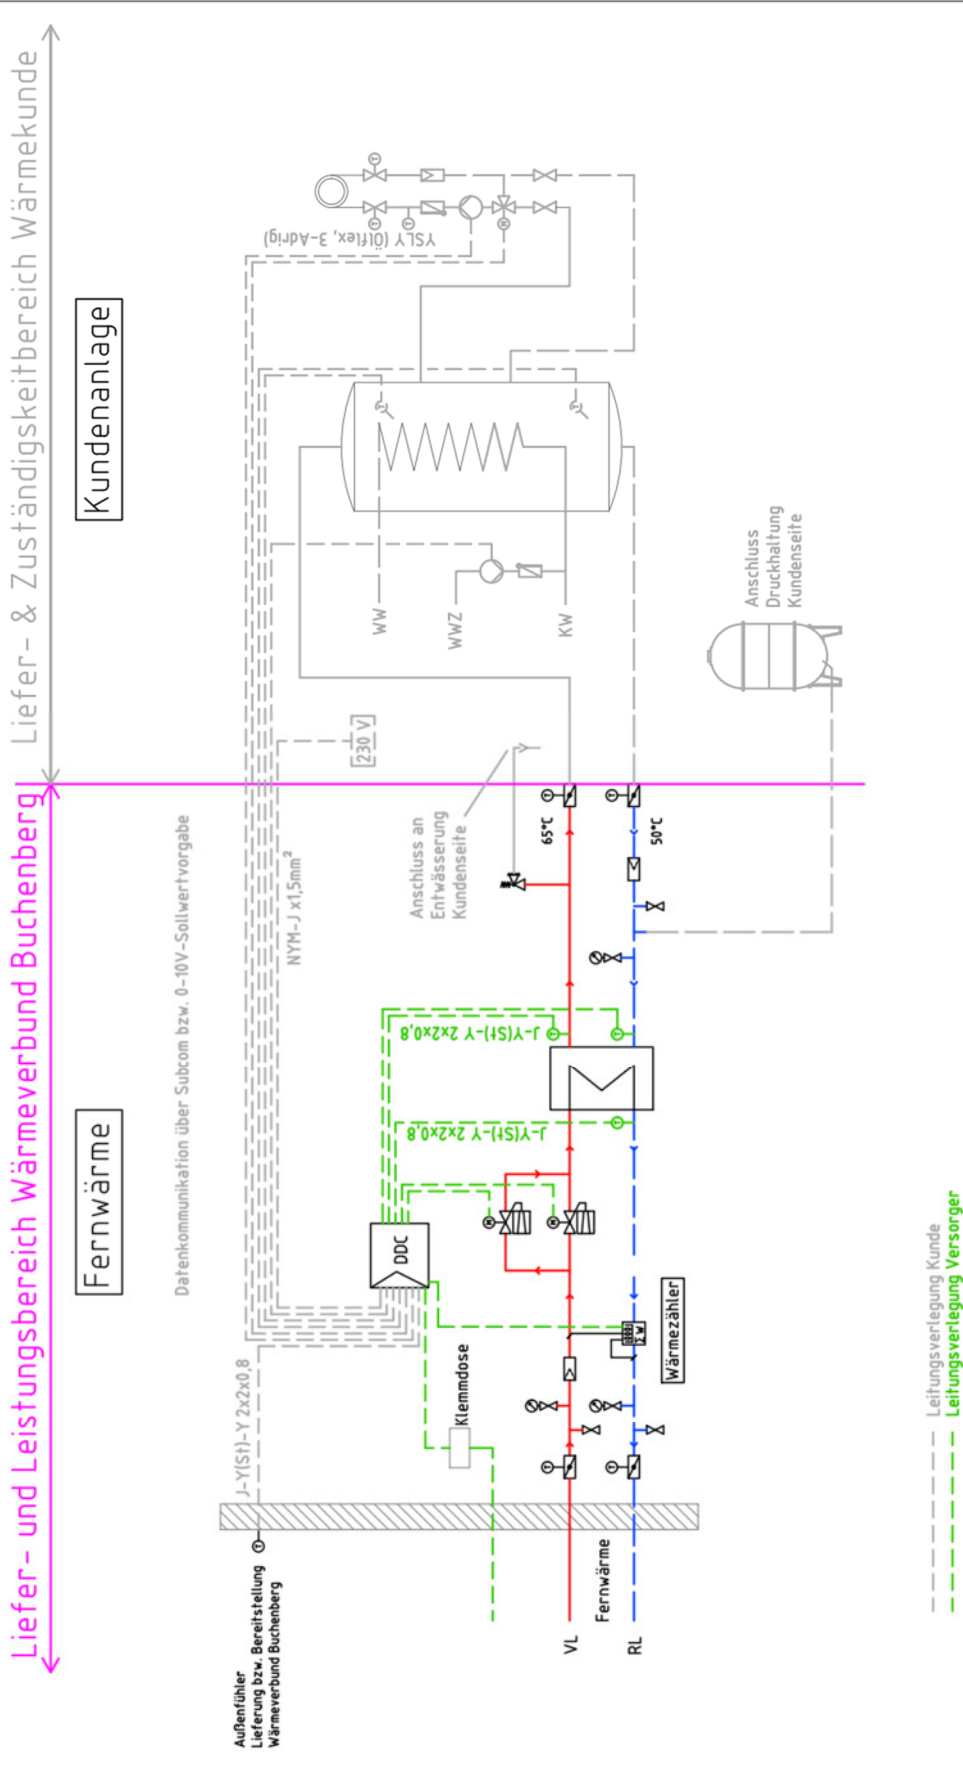 Liefer- und Leistungsbereich Wärmeverbund Buchenberg
Liefer- & Zuständigskeitbereich Wärmekunde
Fernwärme
Kundenanlage
Datenkommunikation über Subcom bzw. 0-10V-Sollwertvorgabe
J-Y(St)-Y 2x2x0,8
NYM-J x1,5mm²
230 V
YSLY (Ölflex, 3-Adrig)
Außenfühler
Lieferung bzw. Bereitstellung
Wärmeverbund Buchenberg
T
DDC
J-Y(St)-Y 2x2x0,8
J-Y(St)-Y 2x2x0,8
Klemmdose
Anschluss an
Entwässerung
Kundenseite
WW
WWZ
KW
M
M
M
T
T
T
T
T
T
T
T
T
T
T
T
65°C
50°C
VL
Fernwärme
RL
ΣW
Wärmezähler
Anschluss
Druckhaltung
Kundenseite
Leitungsverlegung Kunde
Leitungsverlegung Versorger